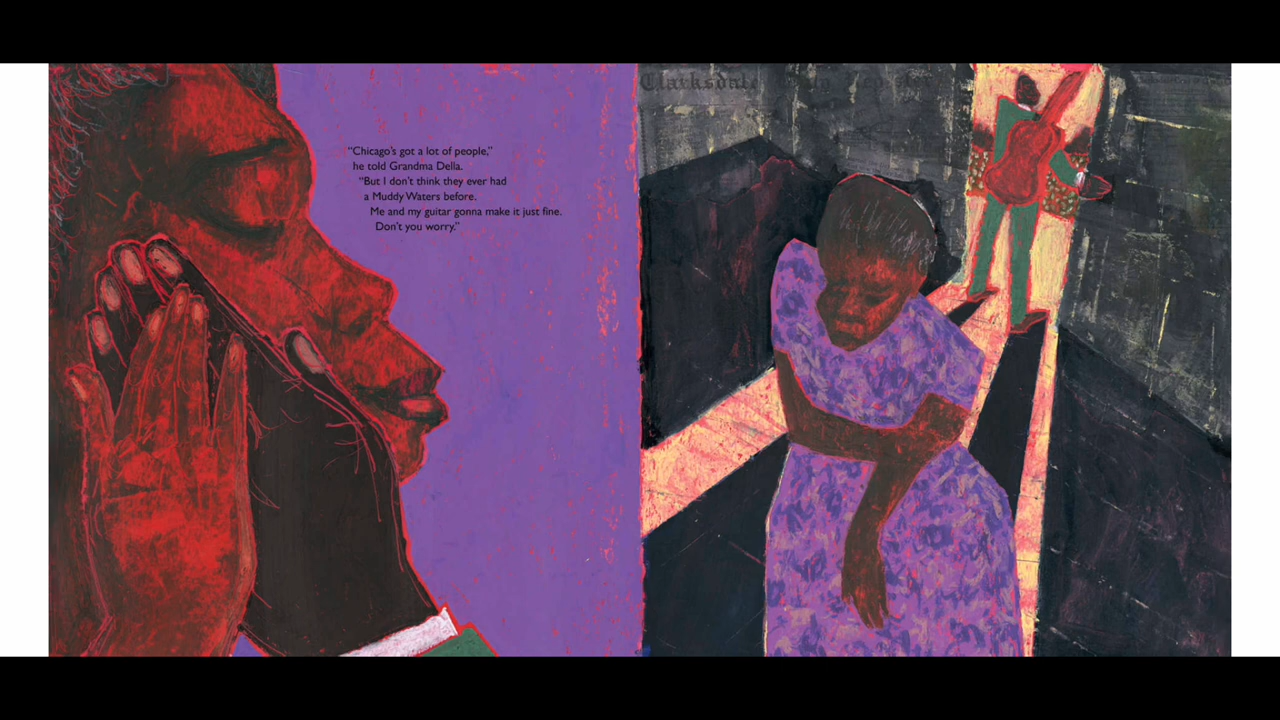 “Chicago’s got a lot of people,”
he told Grandma Della.
“But I don’t think they ever had
a Muddy Waters before.
Me and my guitar gonna make it just fine.
Don’t you worry.”
Clarksdale